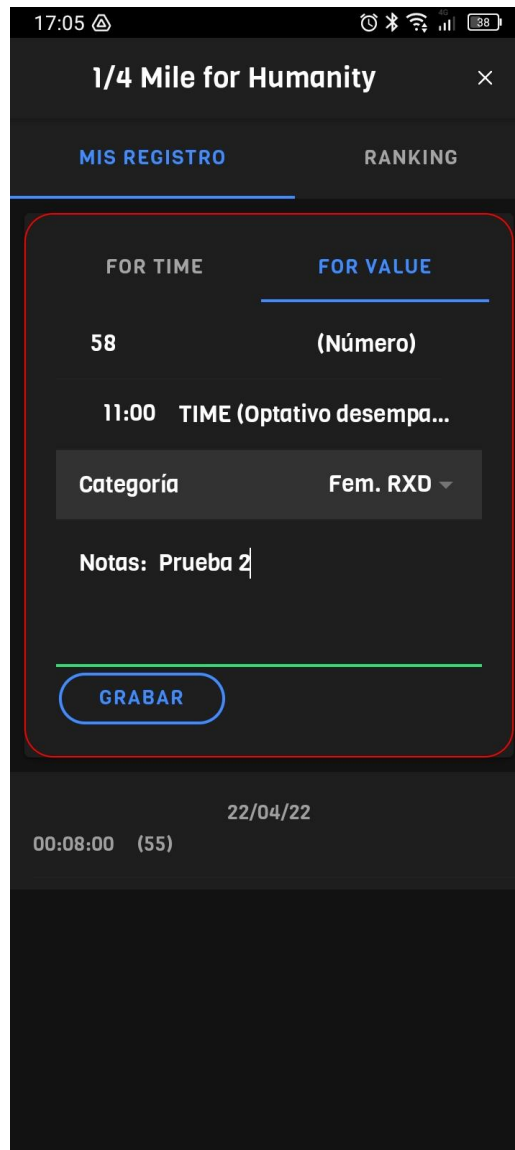 17:05 4G 38
1/4 Mile for Humanity ×
MIS REGISTRO RANKING
FOR TIME FOR VALUE
58 (Número)
11:00 TIME (Optativo desempa...
Categoría Fem. RXD
Notas: Prueba 2
GRABAR
22/04/22
00:08:00 (55)